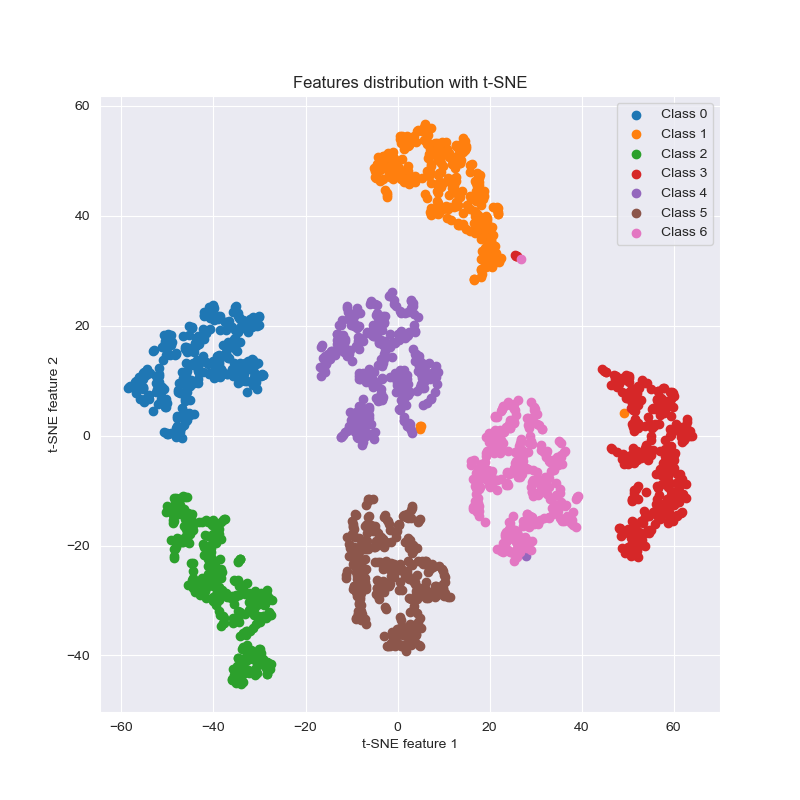 Features distribution with t-SNE
Class 0
Class 1
Class 2
Class 3
Class 4
Class 5
Class 6
60
40
20
0
−20
−40
t-SNE feature 2
−60 −40 −20 0 20 40 60
t-SNE feature 1